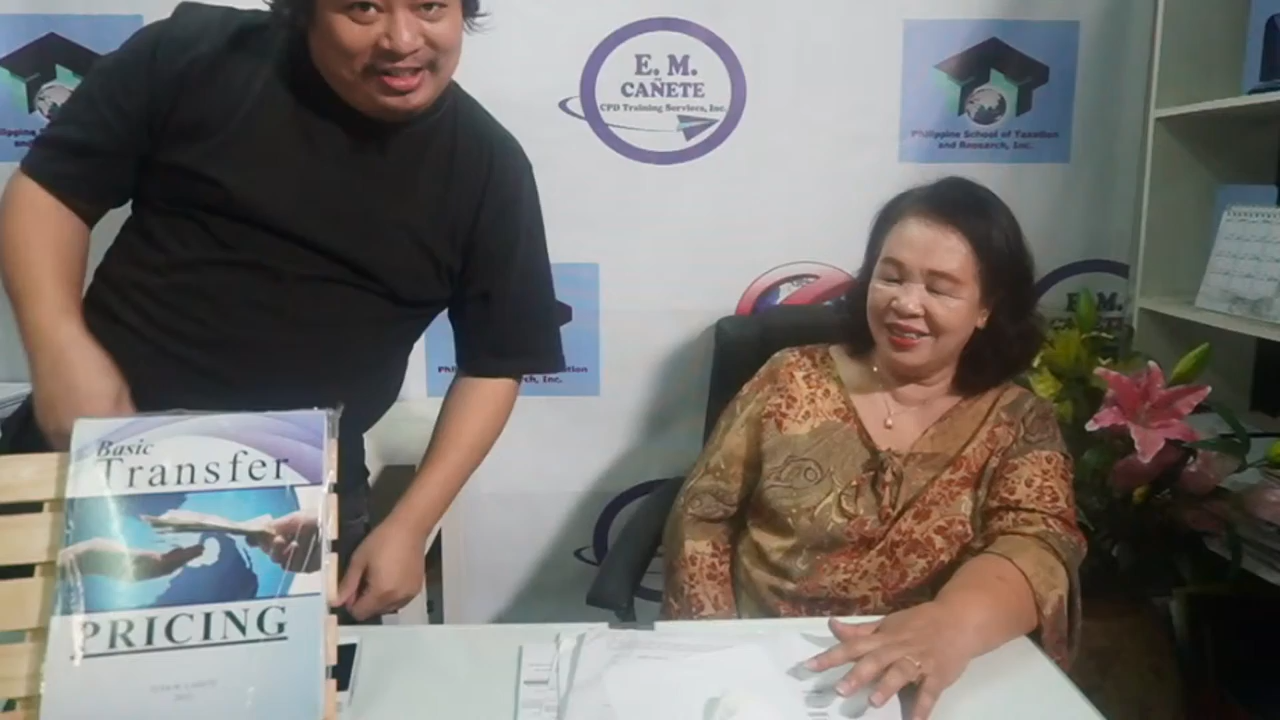 E. M.
CAÑETE
CPD Training Services, Inc.
Philippine School of Taxation
and Research, Inc.
E. M.
Basic
Transfer
PRICING